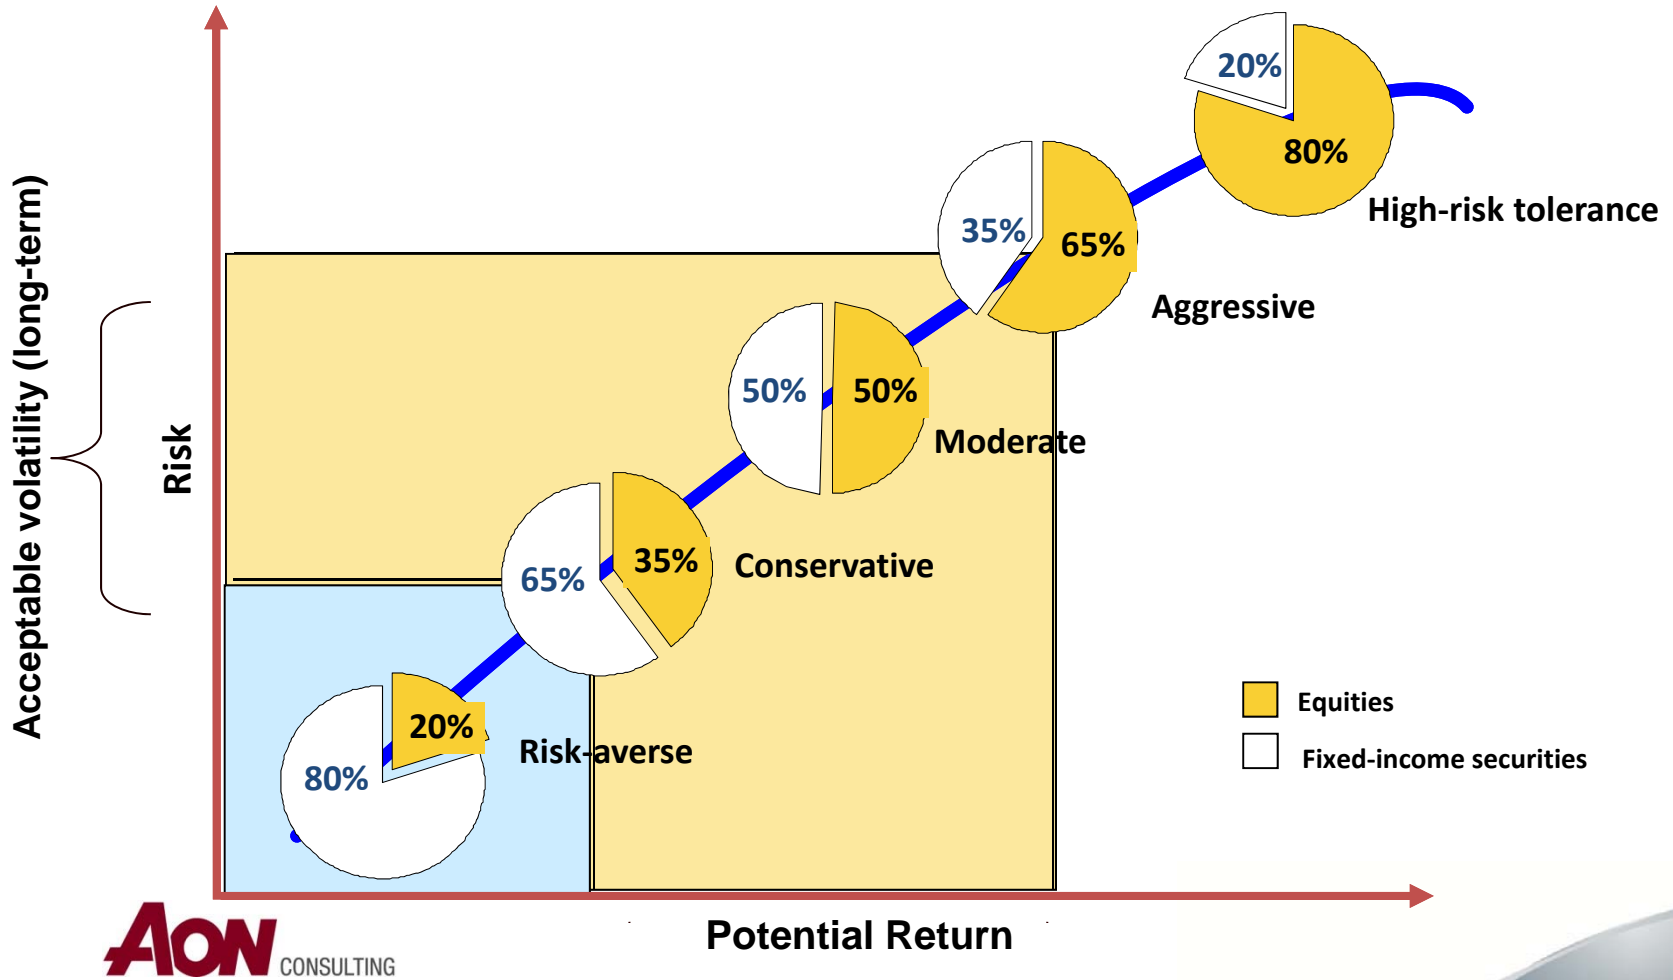 20%
80%
High-risk tolerance
35%
65%
Aggressive
50%
50%
Moderate
65%
35%
Conservative
20%
80%
Risk-averse
Acceptable volatility (long-term)
Risk
Equities
Fixed-income securities
Potential Return
AON CONSULTING